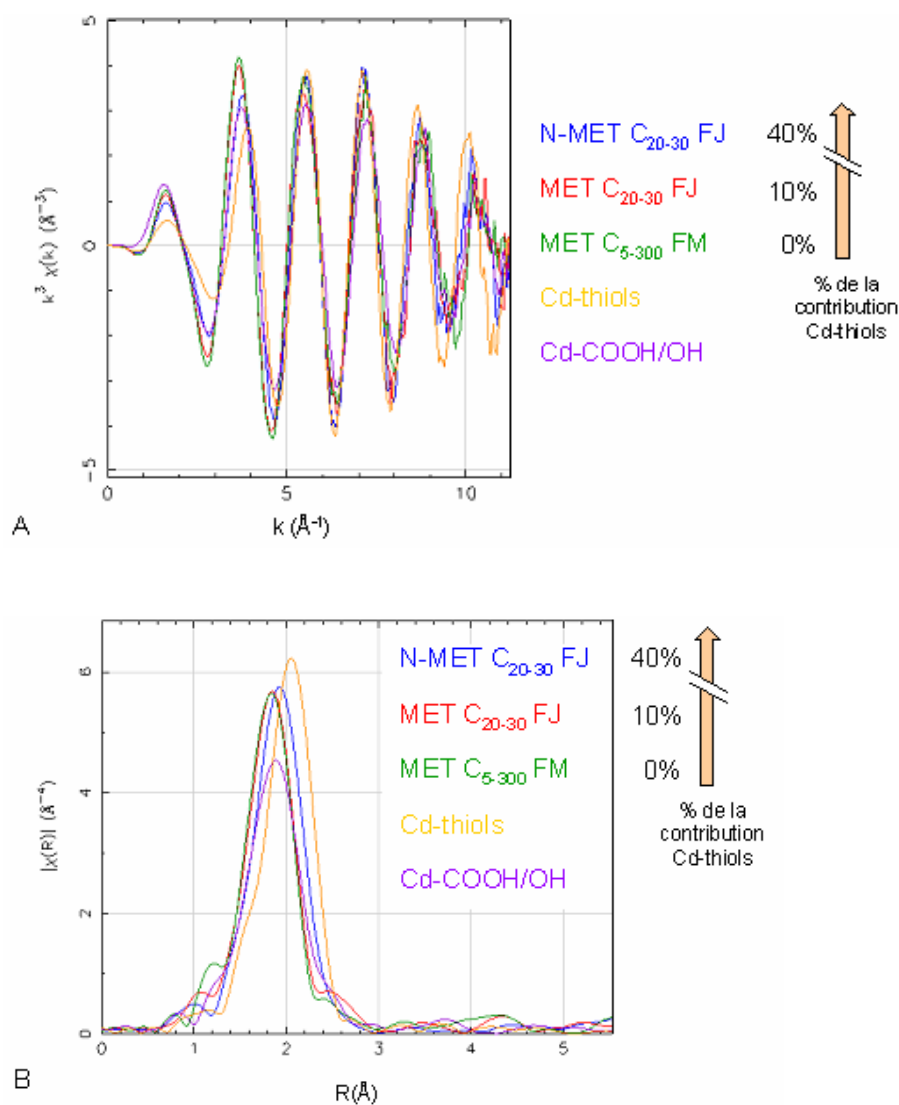 5
0
-5
k³ χ(k) (Å⁻³)
0 5 10
k (Å⁻¹)
A
N-MET C₂₀₋₃₀ FJ 40%
MET C₂₀₋₃₀ FJ 10%
MET C₅₋₃₀₀ FM 0%
Cd-thiols
Cd-COOH/OH
% de la
contribution
Cd-thiols
6
4
2
0
|χ(R)| (Å⁻⁴)
0 1 2 3 4 5
R(Å)
B
N-MET C₂₀₋₃₀ FJ 40%
MET C₂₀₋₃₀ FJ 10%
MET C₅₋₃₀₀ FM 0%
Cd-thiols
Cd-COOH/OH
% de la
contribution
Cd-thiols